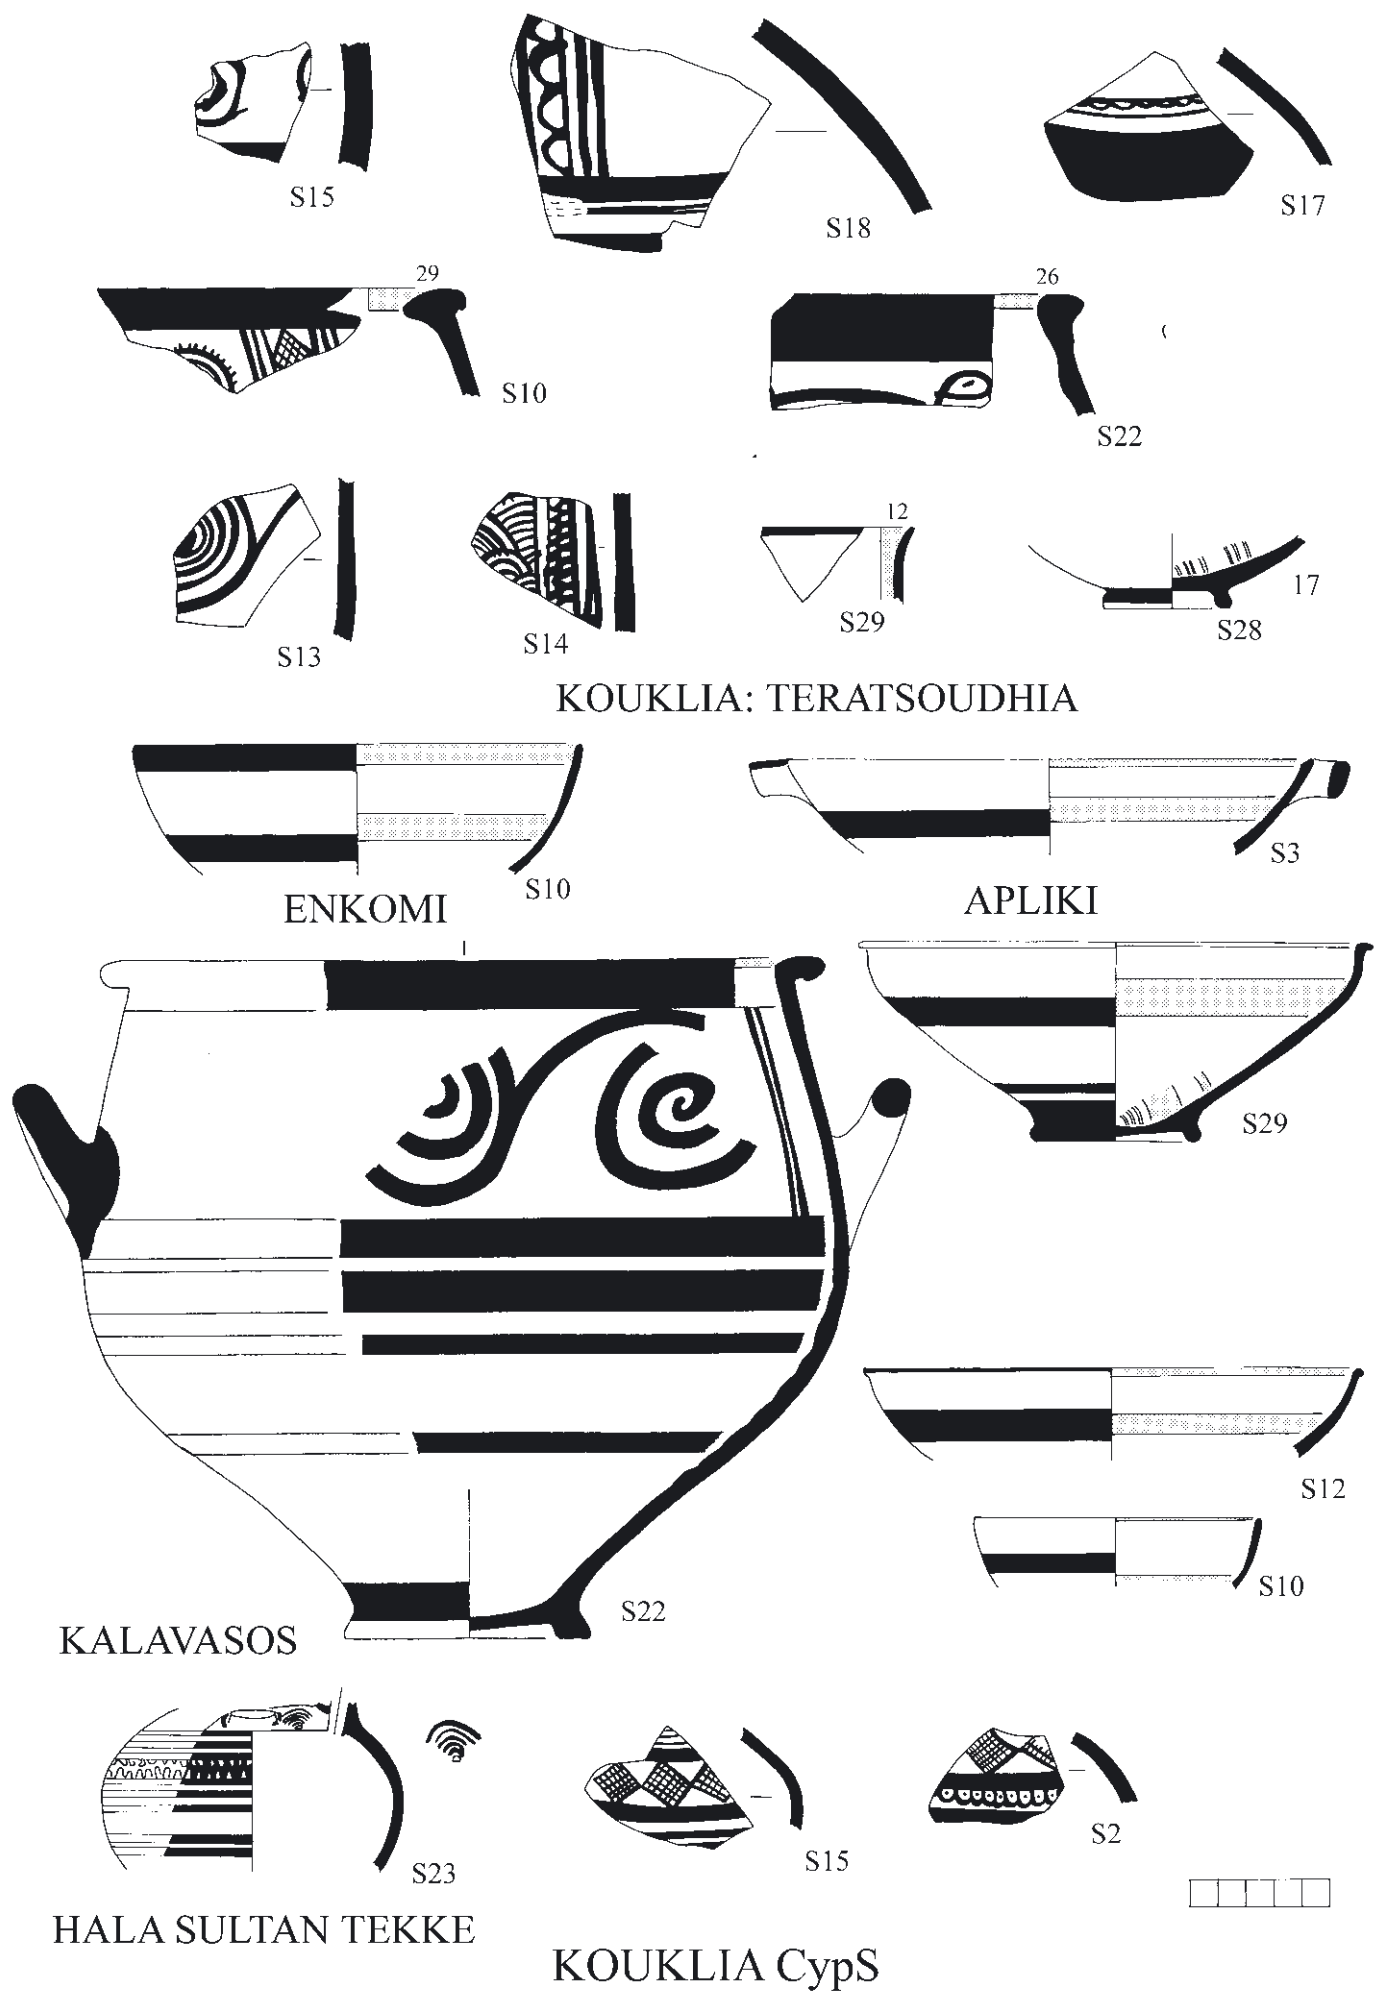 S15
S18
S17
29
S10
26
S22
S13
S14
12
S29
17
S28
KOUKLIA: TERATSOUDHIA
S10
ENKOMI
S3
APLIKI
S29
S12
S10
S22
KALAVASOS
S23
HALA SULTAN TEKKE
S15
S2
KOUKLIA CypS